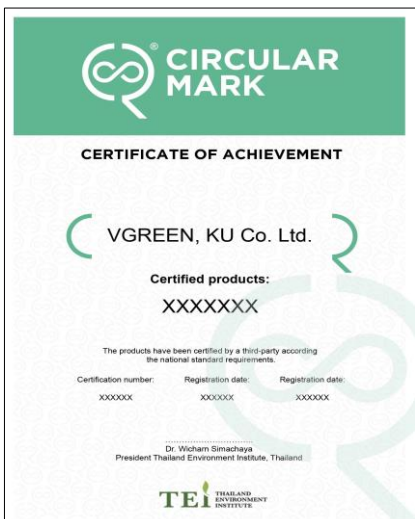 CIRCULAR
MARK
®
CERTIFICATE OF ACHIEVEMENT
VGREEN, KU Co. Ltd.
Certified products:
XXXXXXX
The products have been certified by a third-party according
the national standard requirements.
Certification number: Registration date: Registration date:
xxxxxx xxxxxx xxxxxx
Dr. Wicharn Simachaya
President Thailand Environment Institute, Thailand
TEi THAILAND
ENVIRONMENT
INSTITUTE